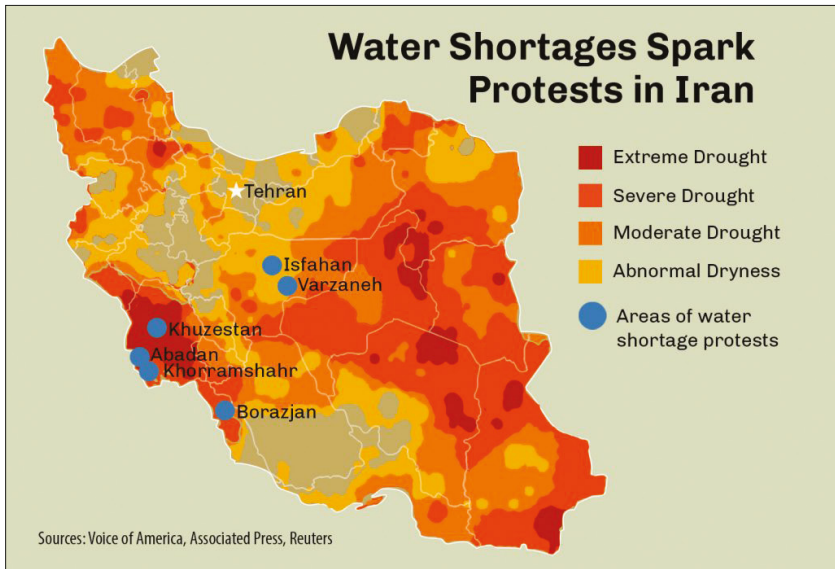 Water Shortages Spark
Protests in Iran
Extreme Drought
Severe Drought
Moderate Drought
Abnormal Dryness
Areas of water
shortage protests
Tehran
Isfahan
Varzaneh
Khuzestan
Abadan
Khorramshahr
Borazjan
Sources: Voice of America, Associated Press, Reuters